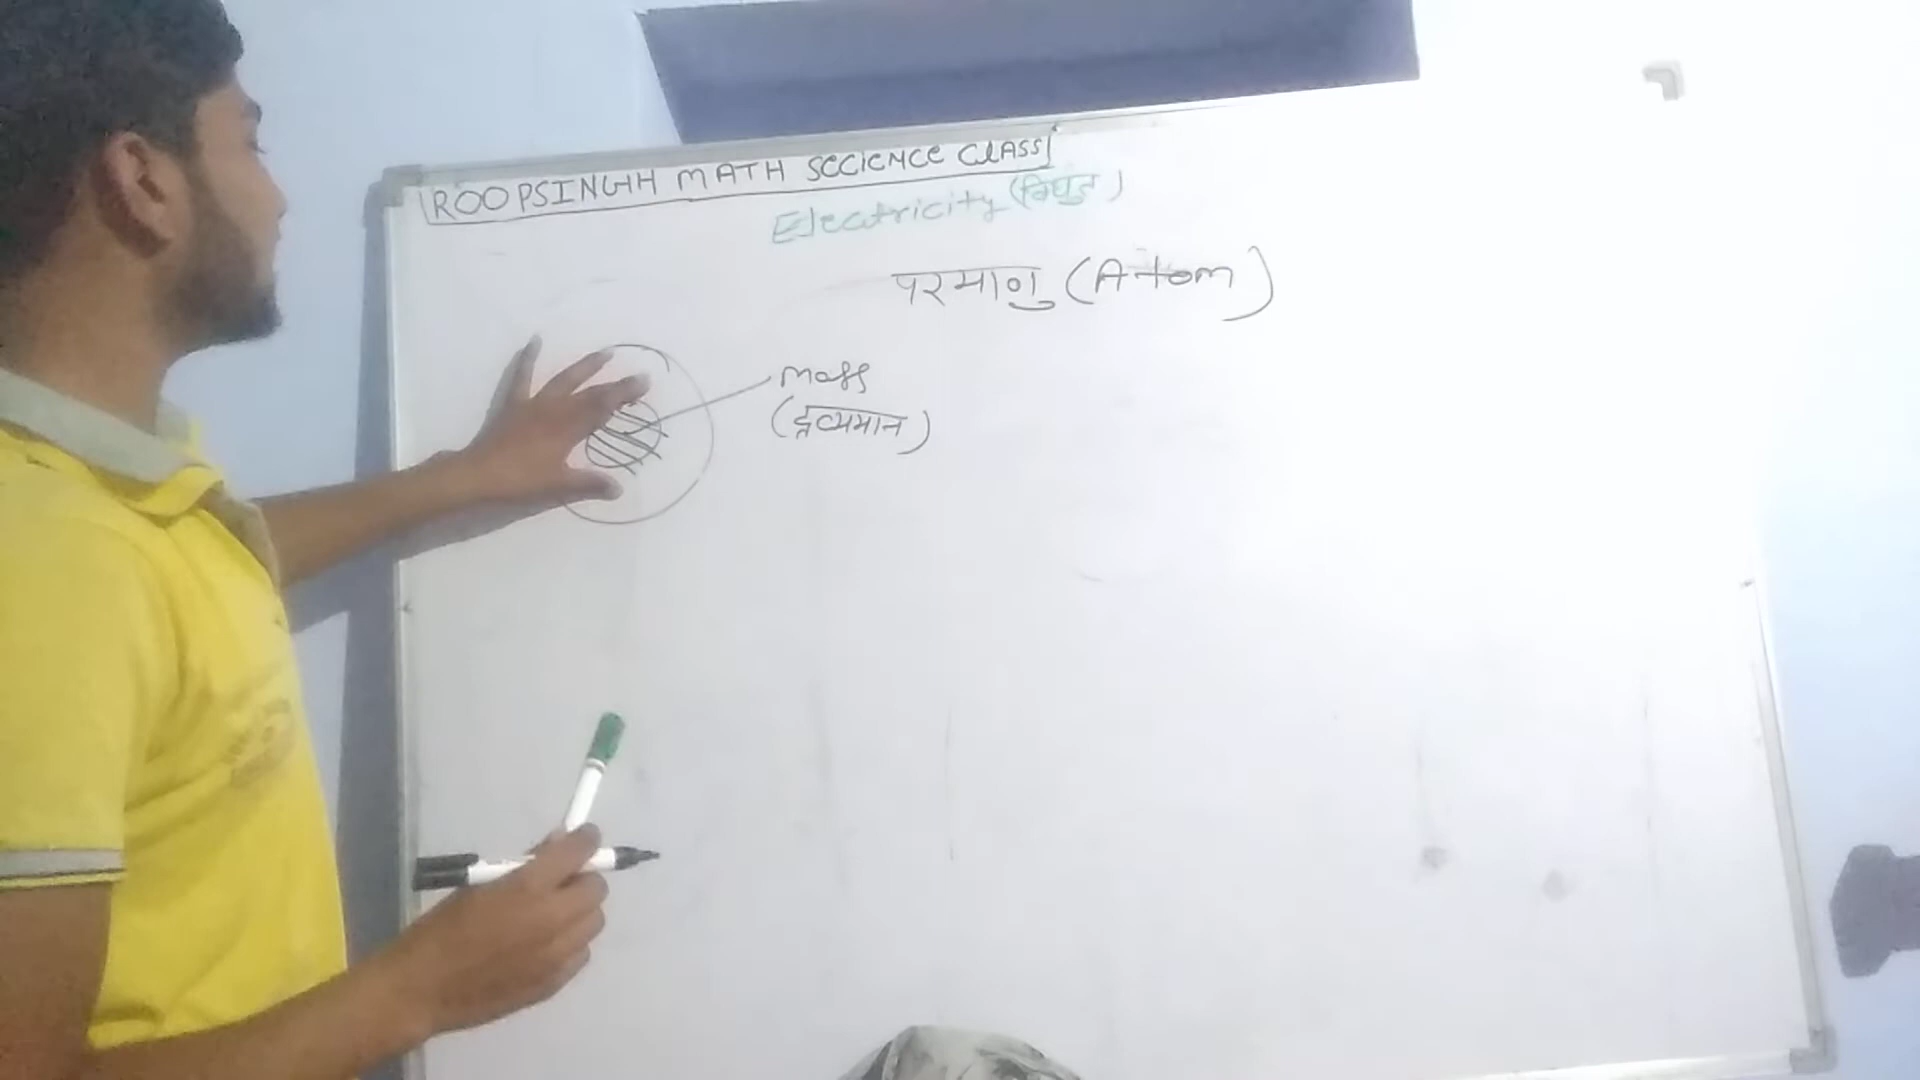 ROOPSINGH MATH SCCIENCE CLASS
Electricity (विघुत)
परमाणु (Atom)
mass
(द्रव्यमान)